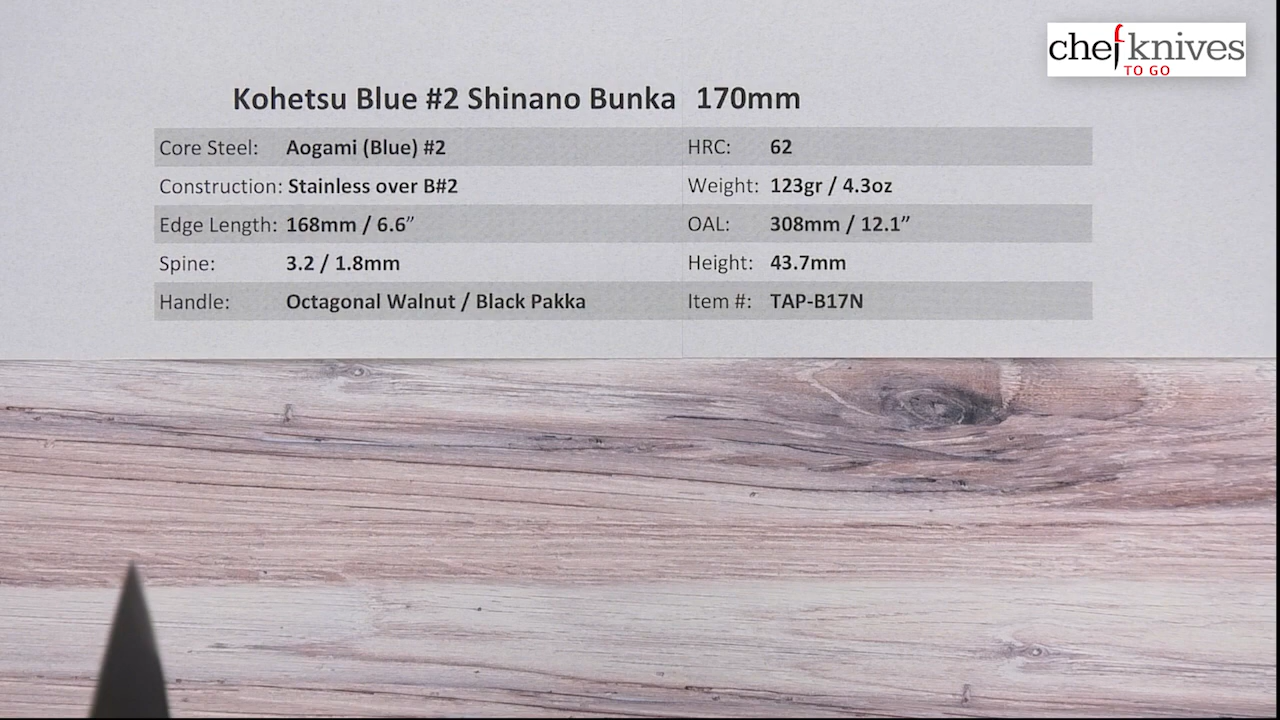 chef knives
TO GO
Kohetsu Blue #2 Shinano Bunka 170mm
Core Steel: Aogami (Blue) #2 HRC: 62
Construction: Stainless over B#2 Weight: 123gr / 4.3oz
Edge Length: 168mm / 6.6” OAL: 308mm / 12.1”
Spine: 3.2 / 1.8mm Height: 43.7mm
Handle: Octagonal Walnut / Black Pakka Item #: TAP-B17N